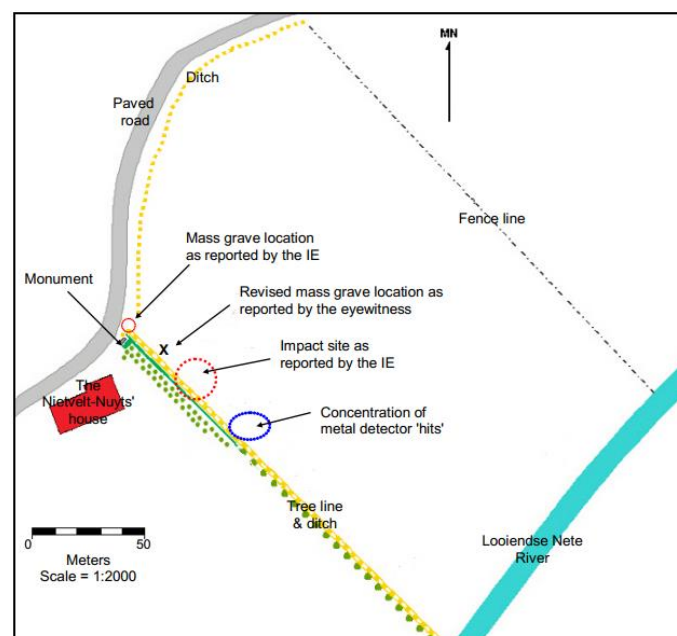 MN
Ditch
Paved
road
Fence line
Mass grave location
as reported by the IE
Monument
Revised mass grave location as
reported by the eyewitness
X
Impact site as
reported by the IE
The
Nietvelt-Nuyts'
house
Concentration of
metal detector 'hits'
Tree line
& ditch
Looiendse Nete
River
0 50
Meters
Scale = 1:2000